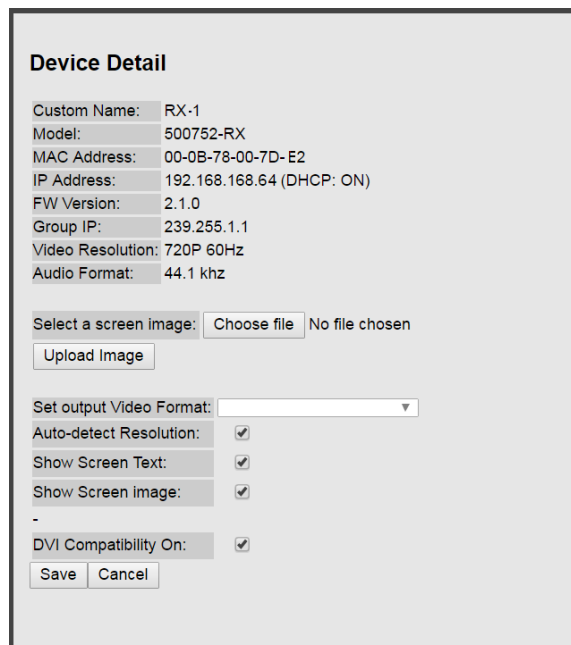 Device Detail
Custom Name: RX-1
Model: 500752-RX
MAC Address: 00-0B-78-00-7D-E2
IP Address: 192.168.168.64 (DHCP: ON)
FW Version: 2.1.0
Group IP: 239.255.1.1
Video Resolution: 720P 60Hz
Audio Format: 44.1 khz
Select a screen image: Choose file No file chosen
Upload Image
Set output Video Format:
Auto-detect Resolution:
Show Screen Text:
Show Screen image:
-
DVI Compatibility On:
Save Cancel